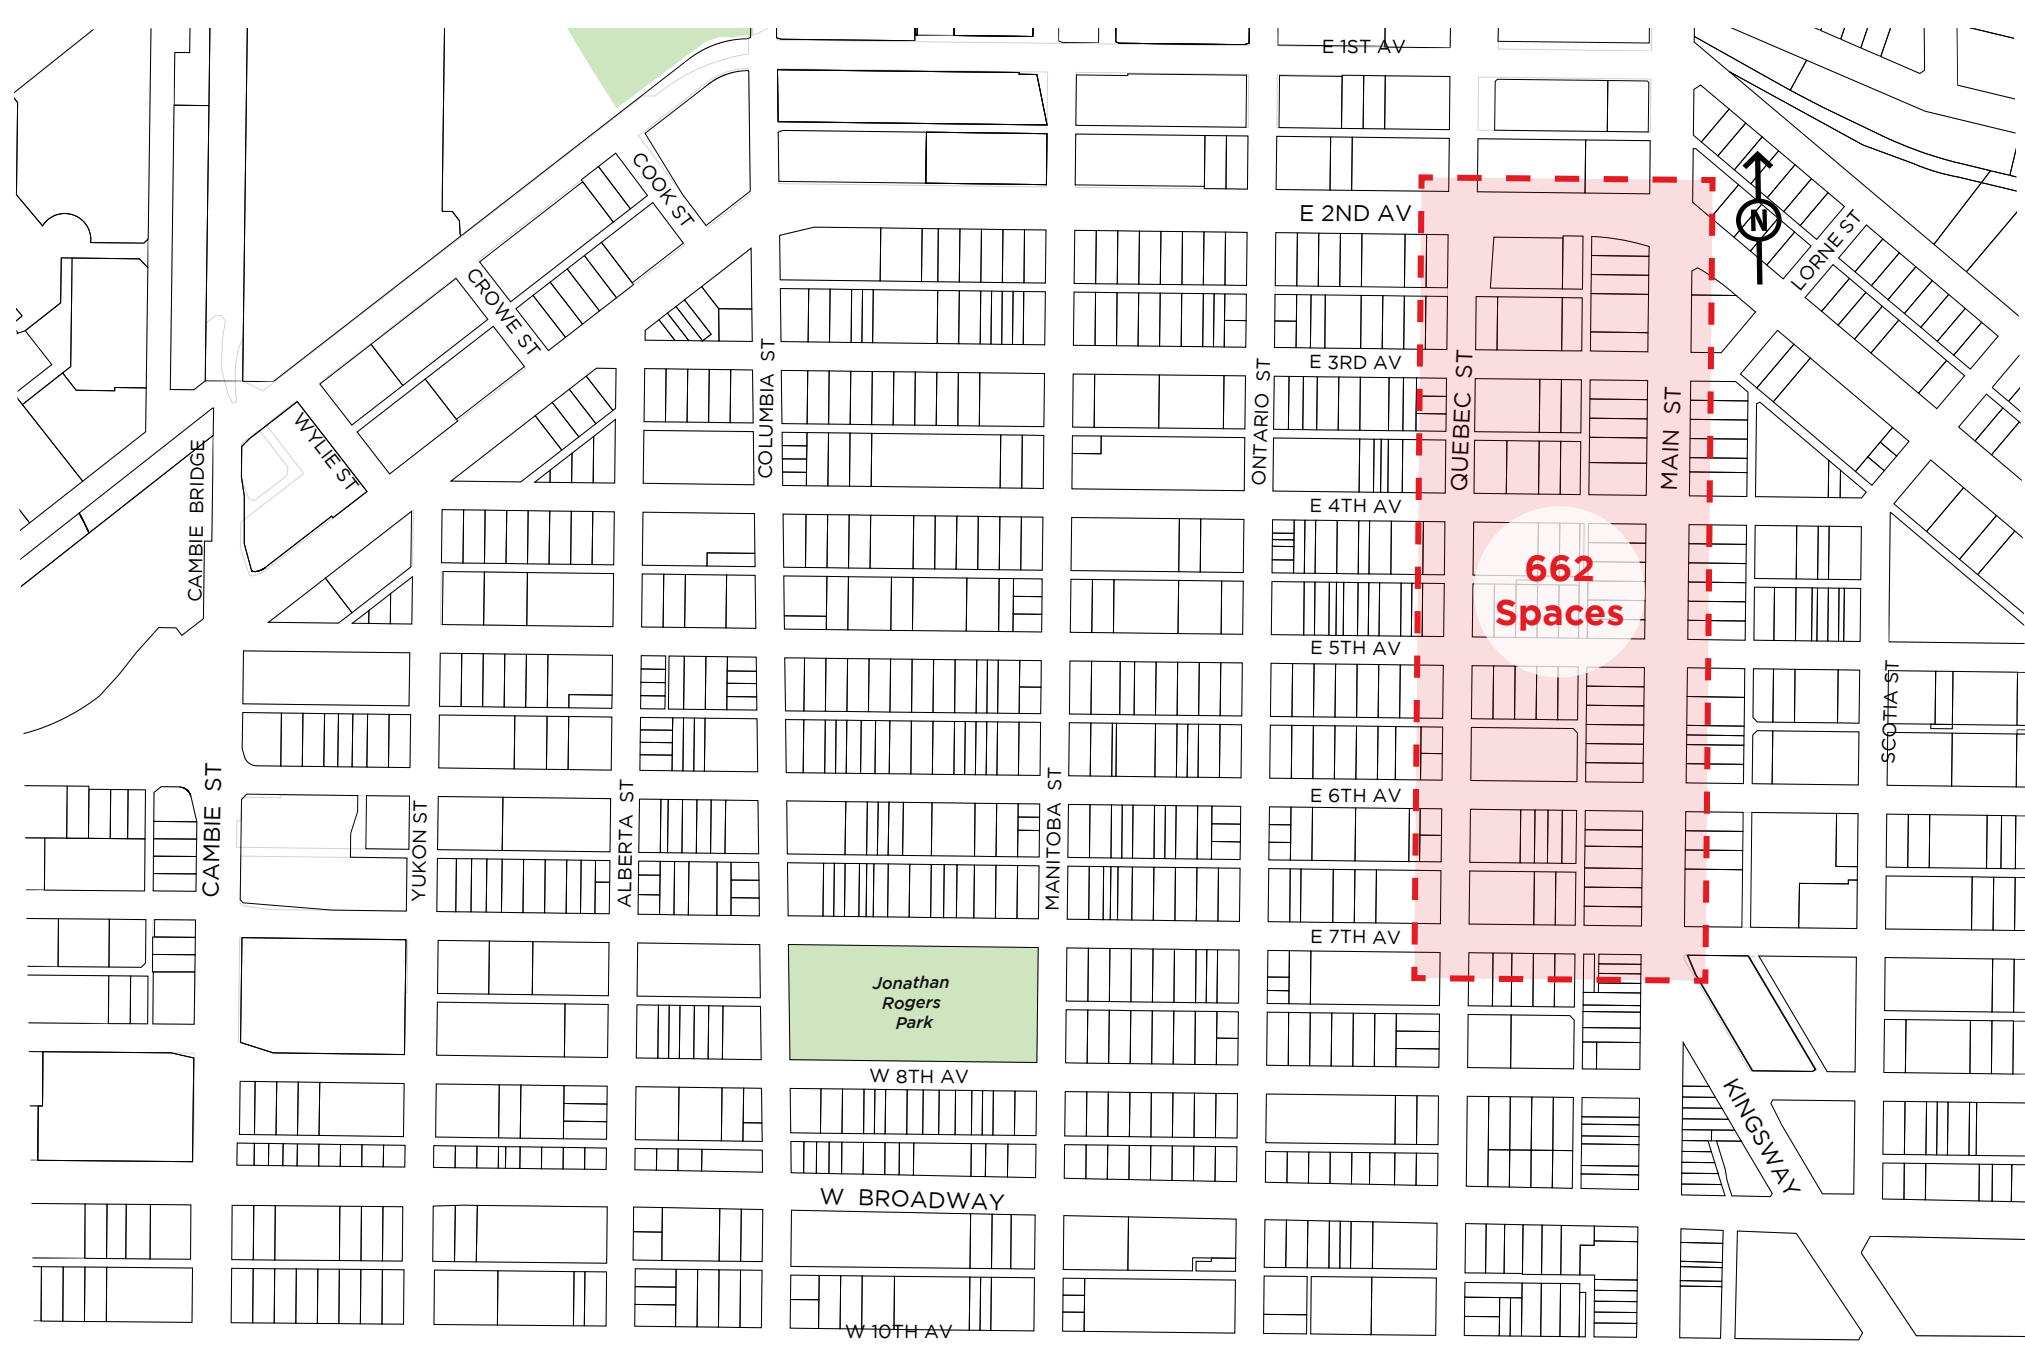 E 1ST AV
COOK ST
N
E 2ND AV
LORNE ST
CROWE ST
COLUMBIA ST
E 3RD AV
ONTARIO ST
QUEBEC ST
MAIN ST
WYLIE ST
CAMBIE BRIDGE
E 4TH AV
662
Spaces
E 5TH AV
SCOTIA ST
CAMBIE ST
YUKON ST
ALBERTA ST
MANITOBA ST
E 6TH AV
E 7TH AV
Jonathan
Rogers
Park
W 8TH AV
KINGSWAY
W BROADWAY
W 10TH AV